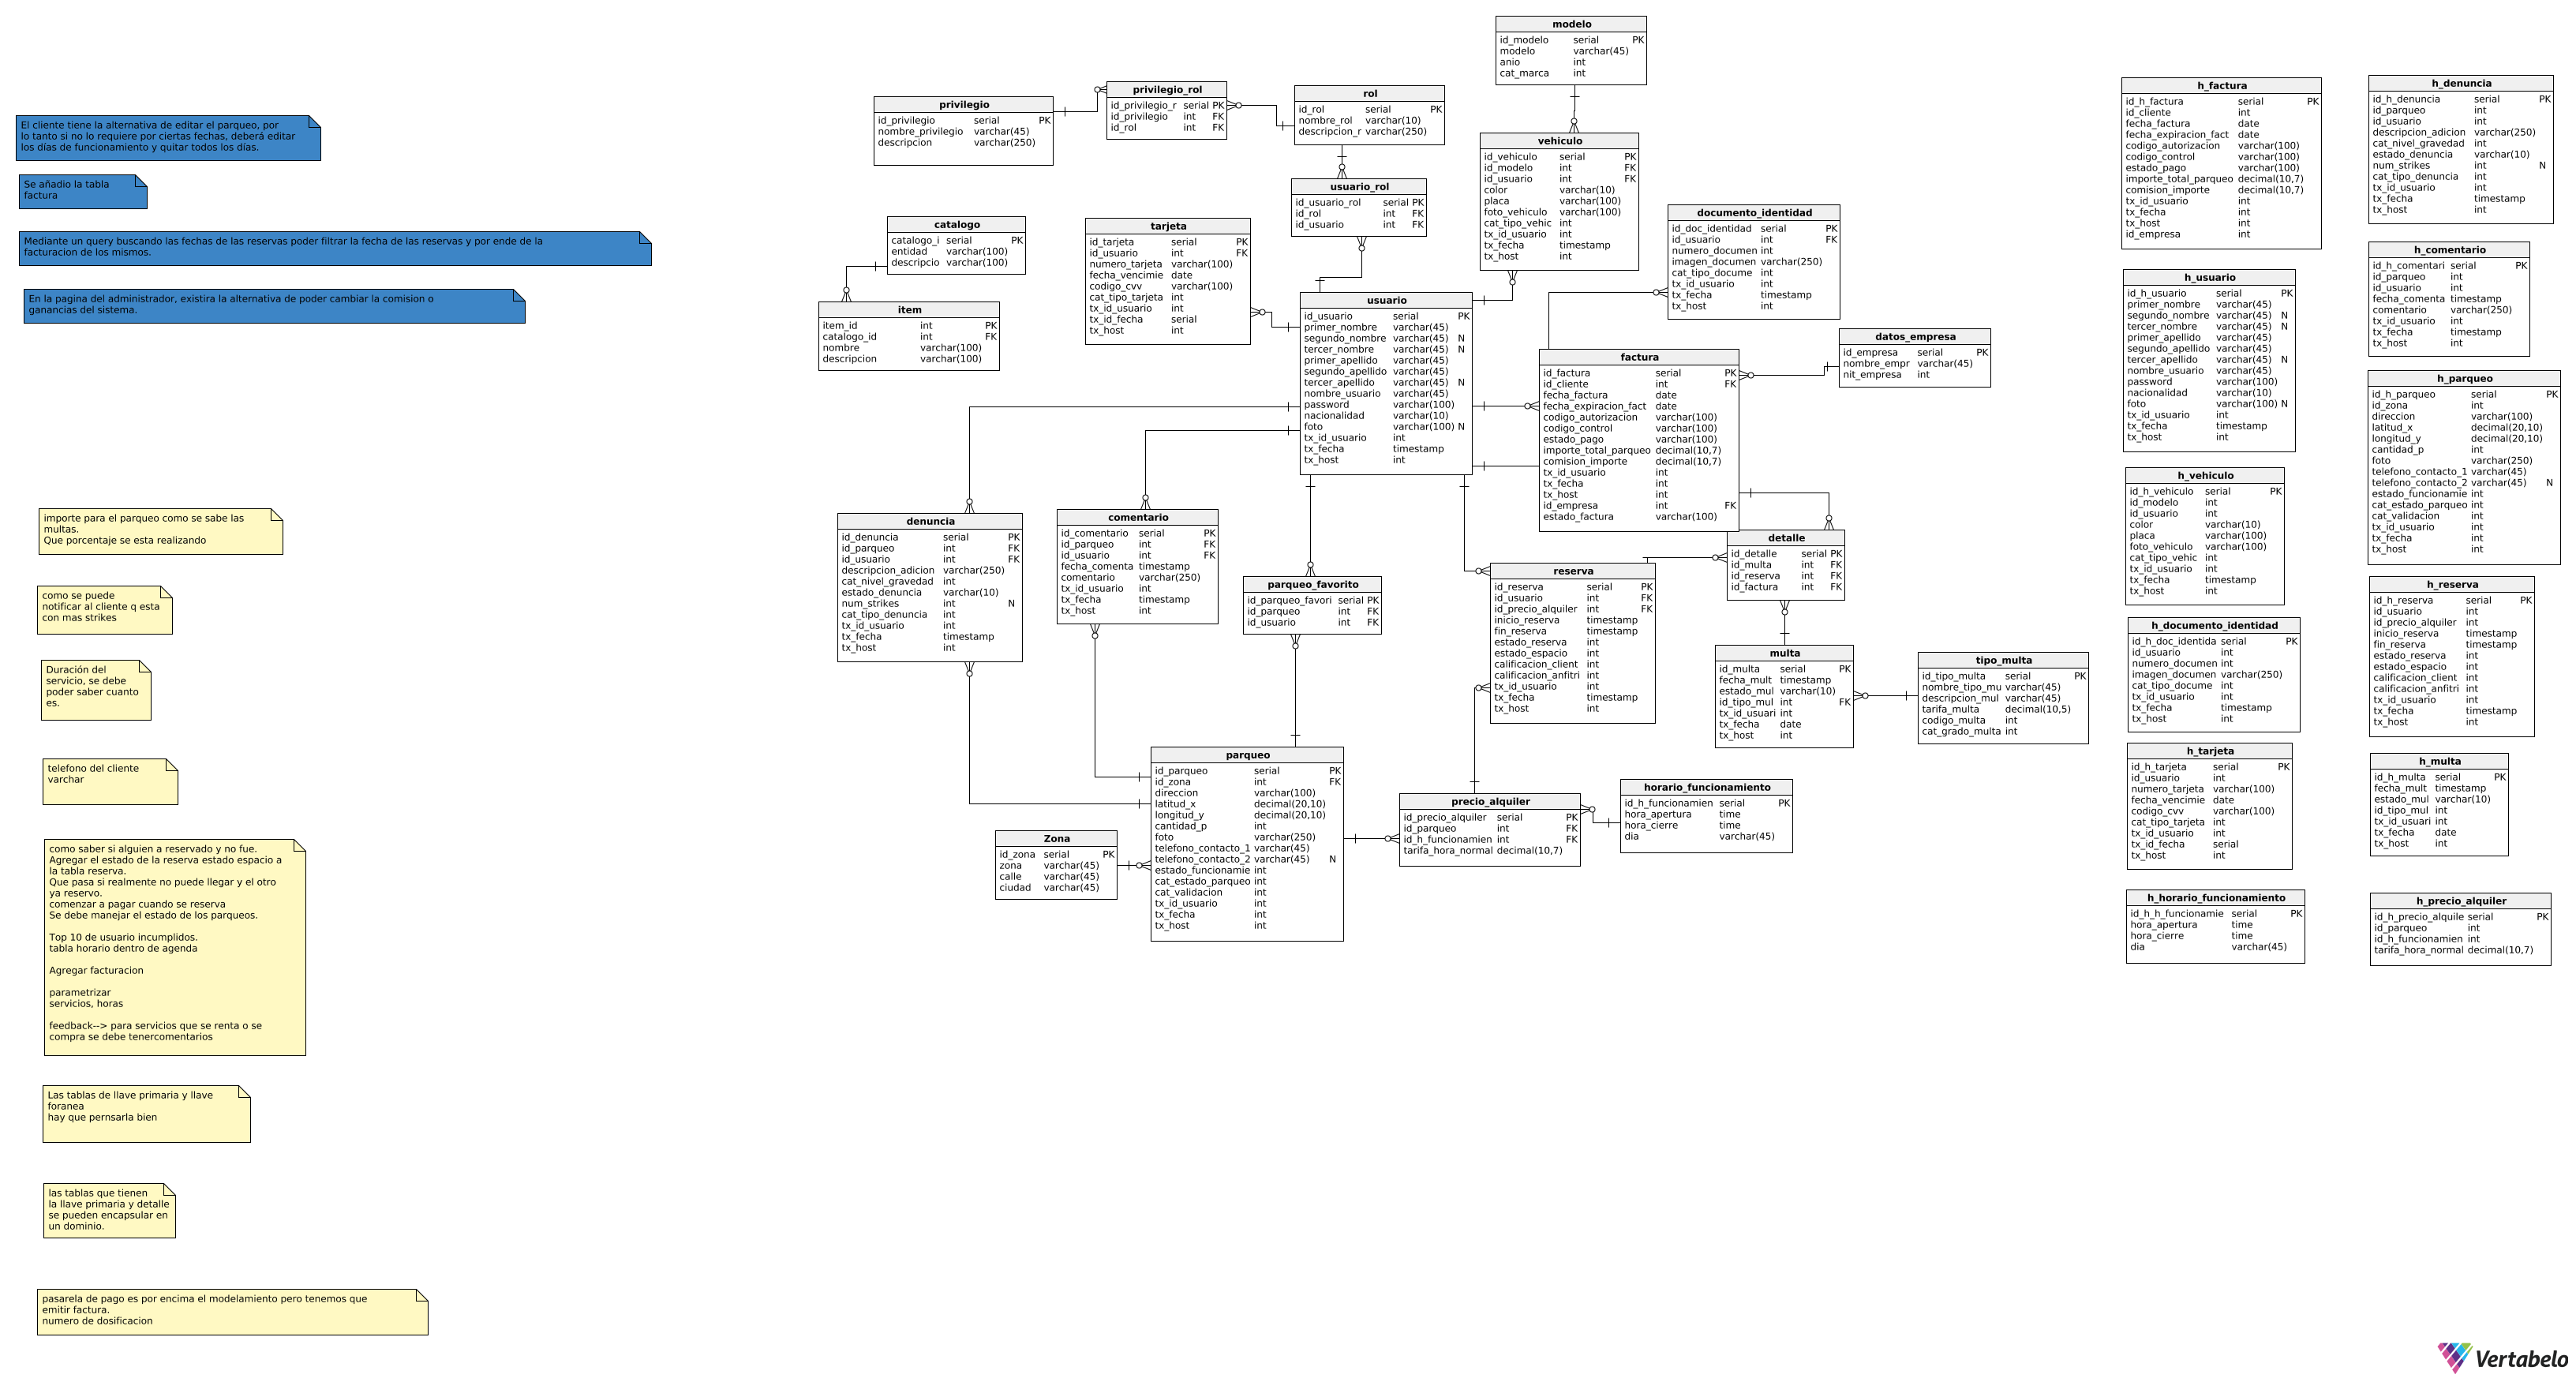 El cliente tiene la alternativa de editar el parqueo, por
lo tanto si no lo requiere por ciertas fechas, deberá editar
los días de funcionamiento y quitar todos los días.
Se añadio la tabla
factura
Mediante un query buscando las fechas de las reservas poder filtrar la fecha de las reservas y por ende de la
facturacion de los mismos.
En la pagina del administrador, existira la alternativa de poder cambiar la comision o
ganancias del sistema.
importe para el parqueo como se sabe las
multas.
Que porcentaje se esta realizando
como se puede
notificar al cliente q esta
con mas strikes
Duración del
servicio, se debe
poder saber cuanto
es.
telefono del cliente
varchar
como saber si alguien a reservado y no fue.
Agregar el estado de la reserva estado espacio a
la tabla reserva.
Que pasa si realmente no puede llegar y el otro
ya reservo.
comenzar a pagar cuando se reserva
Se debe manejar el estado de los parqueos.
Top 10 de usuario incumplidos.
tabla horario dentro de agenda
Agregar facturacion
parametrizar
servicios, horas
feedback--> para servicios que se renta o se
compra se debe tenercomentarios
Las tablas de llave primaria y llave
foranea
hay que pernsarla bien
las tablas que tienen
la llave primaria y detalle
se pueden encapsular en
un dominio.
pasarela de pago es por encima el modelamiento pero tenemos que
emitir factura.
numero de dosificacion
modelo
id_modelo serial PK
modelo varchar(45)
anio int
cat_marca int
privilegio
id_privilegio serial PK
nombre_privilegio varchar(45)
descripcion varchar(250)
privilegio_rol
id_privilegio_r serial PK
id_privilegio int FK
id_rol int FK
rol
id_rol serial PK
nombre_rol varchar(10)
descripcion_r varchar(250)
vehiculo
id_vehiculo serial PK
id_modelo int FK
id_usuario int FK
color varchar(10)
placa varchar(100)
foto_vehiculo varchar(100)
cat_tipo_vehic int
tx_id_usuario int
tx_fecha timestamp
tx_host int
usuario_rol
id_usuario_rol serial PK
id_rol int FK
id_usuario int FK
catalogo
catalogo_i serial PK
entidad varchar(100)
descripcio varchar(100)
tarjeta
id_tarjeta serial PK
id_usuario int FK
numero_tarjeta varchar(100)
fecha_vencimie date
codigo_cvv varchar(100)
cat_tipo_tarjeta int
tx_id_usuario int
tx_id_fecha serial
tx_host int
documento_identidad
id_doc_identidad serial PK
id_usuario int FK
numero_documen int
imagen_documen varchar(250)
cat_tipo_docume int
tx_id_usuario int
tx_fecha timestamp
tx_host int
item
item_id int PK
catalogo_id int FK
nombre varchar(100)
descripcion varchar(100)
usuario
id_usuario serial PK
primer_nombre varchar(45)
segundo_nombre varchar(45) N
tercer_nombre varchar(45) N
primer_apellido varchar(45)
segundo_apellido varchar(45)
tercer_apellido varchar(45) N
nombre_usuario varchar(45)
password varchar(100)
nacionalidad varchar(10)
foto varchar(100) N
tx_id_usuario int
tx_fecha timestamp
tx_host int
datos_empresa
id_empresa serial PK
nombre_empr varchar(45)
nit_empresa int
factura
id_factura serial PK
id_cliente int FK
fecha_factura date
fecha_expiracion_fact date
codigo_autorizacion varchar(100)
codigo_control varchar(100)
estado_pago varchar(100)
importe_total_parqueo decimal(10,7)
comision_importe decimal(10,7)
tx_id_usuario int
tx_fecha int
tx_host int
id_empresa int FK
estado_factura varchar(100)
denuncia
id_denuncia serial PK
id_parqueo int FK
id_usuario int FK
descripcion_adicion varchar(250)
cat_nivel_gravedad int
estado_denuncia varchar(10)
num_strikes int N
cat_tipo_denuncia int
tx_id_usuario int
tx_fecha timestamp
tx_host int
comentario
id_comentario serial PK
id_parqueo int FK
id_usuario int FK
fecha_comenta timestamp
comentario varchar(250)
tx_id_usuario int
tx_fecha timestamp
tx_host int
parqueo_favorito
id_parqueo_favori serial PK
id_parqueo int FK
id_usuario int FK
reserva
id_reserva serial PK
id_usuario int FK
id_precio_alquiler int FK
inicio_reserva timestamp
fin_reserva timestamp
estado_reserva int
estado_espacio int
calificacion_client int
calificacion_anfitri int
tx_id_usuario int
tx_fecha timestamp
tx_host int
detalle
id_detalle serial PK
id_multa int FK
id_reserva int FK
id_factura int FK
multa
id_multa serial PK
fecha_mult timestamp
estado_mul varchar(10)
id_tipo_mul int FK
tx_id_usuari int
tx_fecha date
tx_host int
tipo_multa
id_tipo_multa serial PK
nombre_tipo_mu varchar(45)
descripcion_mul varchar(45)
tarifa_multa decimal(10,5)
codigo_multa int
cat_grado_multa int
parqueo
id_parqueo serial PK
id_zona int FK
direccion varchar(100)
latitud_x decimal(20,10)
longitud_y decimal(20,10)
cantidad_p int
foto varchar(250)
telefono_contacto_1 varchar(45)
telefono_contacto_2 varchar(45) N
estado_funcionamie int
cat_estado_parqueo int
cat_validacion int
tx_id_usuario int
tx_fecha int
tx_host int
Zona
id_zona serial PK
zona varchar(45)
calle varchar(45)
ciudad varchar(45)
precio_alquiler
id_precio_alquiler serial PK
id_parqueo int FK
id_h_funcionamien int FK
tarifa_hora_normal decimal(10,7)
horario_funcionamiento
id_h_funcionamien serial PK
hora_apertura time
hora_cierre time
dia varchar(45)
h_factura
id_h_factura serial PK
id_cliente int
fecha_factura date
fecha_expiracion_fact date
codigo_autorizacion varchar(100)
codigo_control varchar(100)
estado_pago varchar(100)
importe_total_parqueo decimal(10,7)
comision_importe decimal(10,7)
tx_id_usuario int
tx_fecha int
tx_host int
id_empresa int
h_usuario
id_h_usuario serial PK
primer_nombre varchar(45)
segundo_nombre varchar(45) N
tercer_nombre varchar(45) N
primer_apellido varchar(45)
segundo_apellido varchar(45)
tercer_apellido varchar(45) N
nombre_usuario varchar(45)
password varchar(100)
nacionalidad varchar(10)
foto varchar(100) N
tx_id_usuario int
tx_fecha timestamp
tx_host int
h_vehiculo
id_h_vehiculo serial PK
id_modelo int
id_usuario int
color varchar(10)
placa varchar(100)
foto_vehiculo varchar(100)
cat_tipo_vehic int
tx_id_usuario int
tx_fecha timestamp
tx_host int
h_documento_identidad
id_h_doc_identida serial PK
id_usuario int
numero_documen int
imagen_documen varchar(250)
cat_tipo_docume int
tx_id_usuario int
tx_fecha timestamp
tx_host int
h_tarjeta
id_h_tarjeta serial PK
id_usuario int
numero_tarjeta varchar(100)
fecha_vencimie date
codigo_cvv varchar(100)
cat_tipo_tarjeta int
tx_id_usuario int
tx_id_fecha serial
tx_host int
h_horario_funcionamiento
id_h_h_funcionamie serial PK
hora_apertura time
hora_cierre time
dia varchar(45)
h_denuncia
id_h_denuncia serial PK
id_parqueo int
id_usuario int
descripcion_adicion varchar(250)
cat_nivel_gravedad int
estado_denuncia varchar(10)
num_strikes int N
cat_tipo_denuncia int
tx_id_usuario int
tx_fecha timestamp
tx_host int
h_comentario
id_h_comentari serial PK
id_parqueo int
id_usuario int
fecha_comenta timestamp
comentario varchar(250)
tx_id_usuario int
tx_fecha timestamp
tx_host int
h_parqueo
id_h_parqueo serial PK
id_zona int
direccion varchar(100)
latitud_x decimal(20,10)
longitud_y decimal(20,10)
cantidad_p int
foto varchar(250)
telefono_contacto_1 varchar(45)
telefono_contacto_2 varchar(45) N
estado_funcionamie int
cat_estado_parqueo int
cat_validacion int
tx_id_usuario int
tx_fecha int
tx_host int
h_reserva
id_h_reserva serial PK
id_usuario int
id_precio_alquiler int
inicio_reserva timestamp
fin_reserva timestamp
estado_reserva int
estado_espacio int
calificacion_client int
calificacion_anfitri int
tx_id_usuario int
tx_fecha timestamp
tx_host int
h_multa
id_h_multa serial PK
fecha_mult timestamp
estado_mul varchar(10)
id_tipo_mul int
tx_id_usuari int
tx_fecha date
tx_host int
h_precio_alquiler
id_h_precio_alquile serial PK
id_parqueo int
id_h_funcionamien int
tarifa_hora_normal decimal(10,7)
Vertabelo